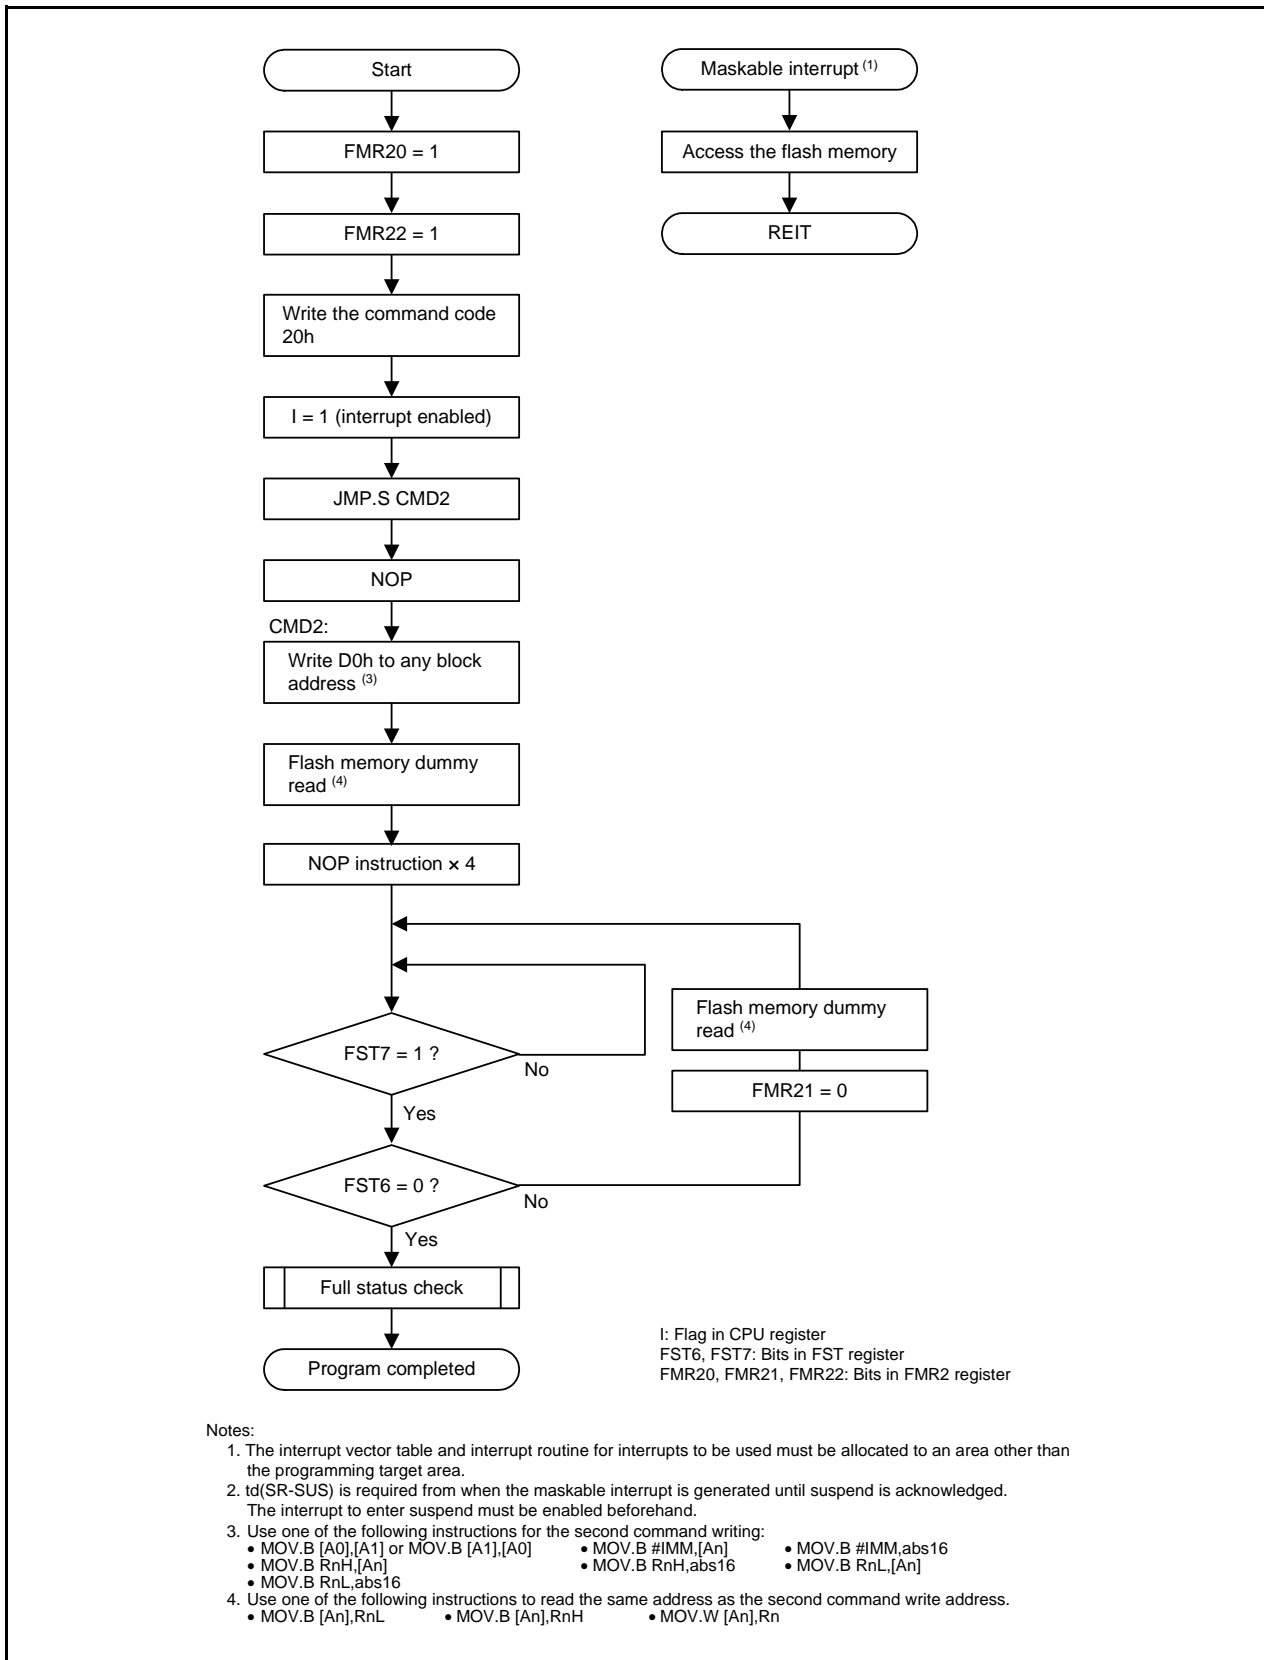 Start
FMR20 = 1
FMR22 = 1
Write the command code
20h
I = 1 (interrupt enabled)
JMP.S CMD2
NOP
CMD2:
Write D0h to any block
address (3)
Flash memory dummy
read (4)
NOP instruction × 4
FST7 = 1 ?
No
Yes
FST6 = 0 ?
No
Yes
Full status check
Program completed
Maskable interrupt (1)
Access the flash memory
REIT
Flash memory dummy
read (4)
FMR21 = 0
I: Flag in CPU register
FST6, FST7: Bits in FST register
FMR20, FMR21, FMR22: Bits in FMR2 register
Notes:
1. The interrupt vector table and interrupt routine for interrupts to be used must be allocated to an area other than
the programming target area.
2. td(SR-SUS) is required from when the maskable interrupt is generated until suspend is acknowledged.
The interrupt to enter suspend must be enabled beforehand.
3. Use one of the following instructions for the second command writing:
• MOV.B [A0],[A1] or MOV.B [A1],[A0] • MOV.B #IMM,[An] • MOV.B #IMM,abs16
• MOV.B RnH,[An] • MOV.B RnH,abs16 • MOV.B RnL,[An]
• MOV.B RnL,abs16
4. Use one of the following instructions to read the same address as the second command write address.
• MOV.B [An],RnL • MOV.B [An],RnH • MOV.W [An],Rn